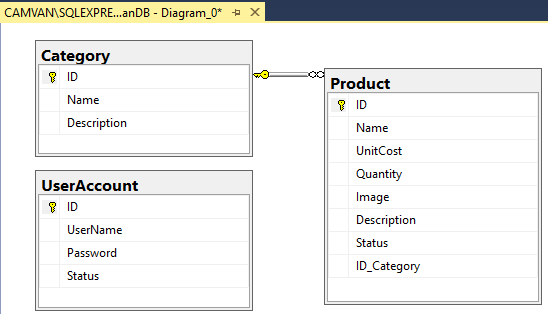 CAMVAN\SQLEXPRE...anDB - Diagram_0*
Category
ID
Name
Description
UserAccount
ID
UserName
Password
Status
Product
ID
Name
UnitCost
Quantity
Image
Description
Status
ID_Category